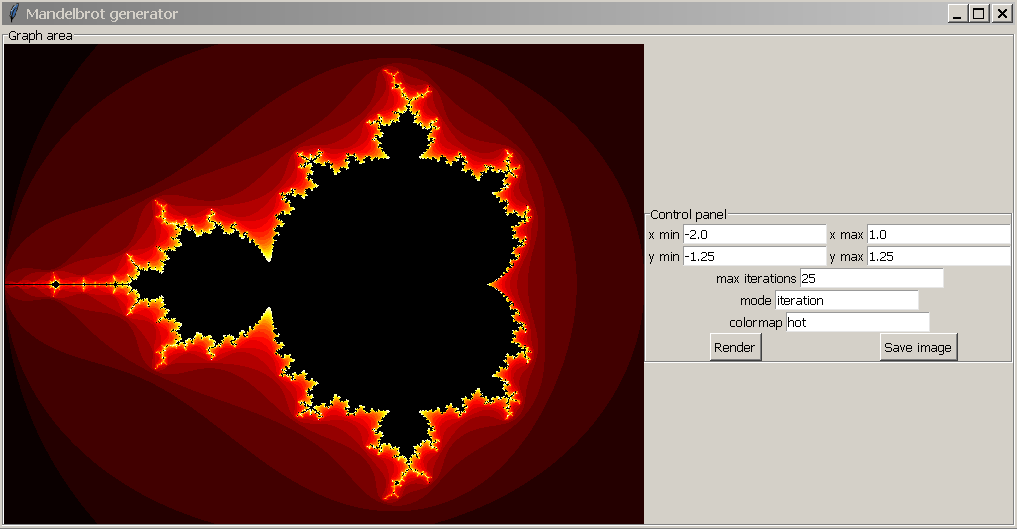 Mandelbrot generator
Graph area
Control panel
x min -2.0 x max 1.0
y min -1.25 y max 1.25
max iterations 25
mode iteration
colormap hot
Render Save image